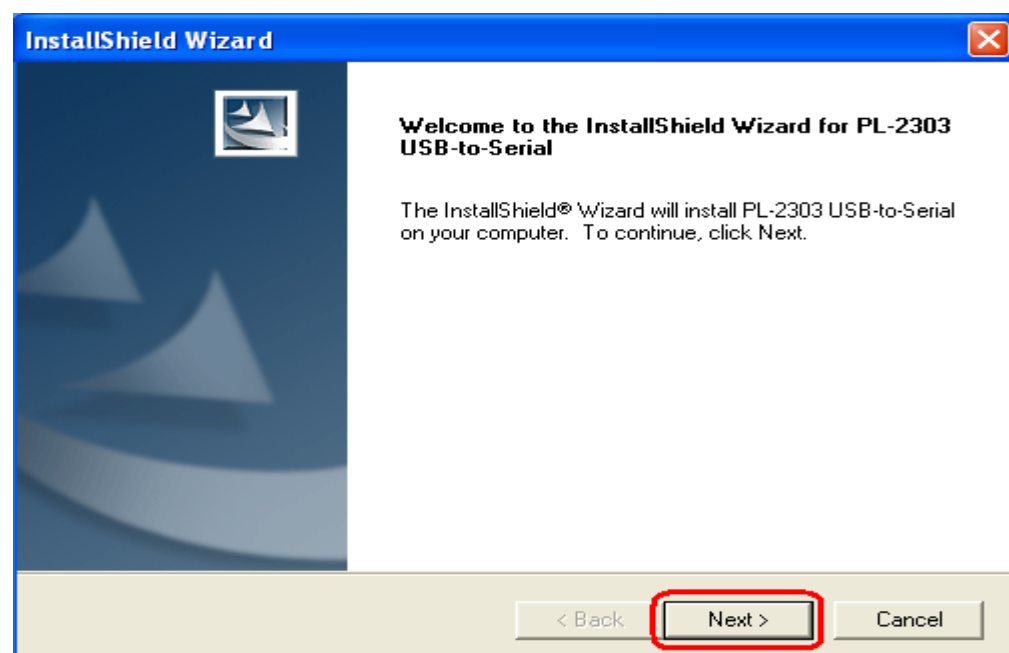 InstallShield Wizard
Welcome to the InstallShield Wizard for PL-2303
USB-to-Serial
The InstallShield® Wizard will install PL-2303 USB-to-Serial
on your computer.  To continue, click Next.
< Back
Next >
Cancel